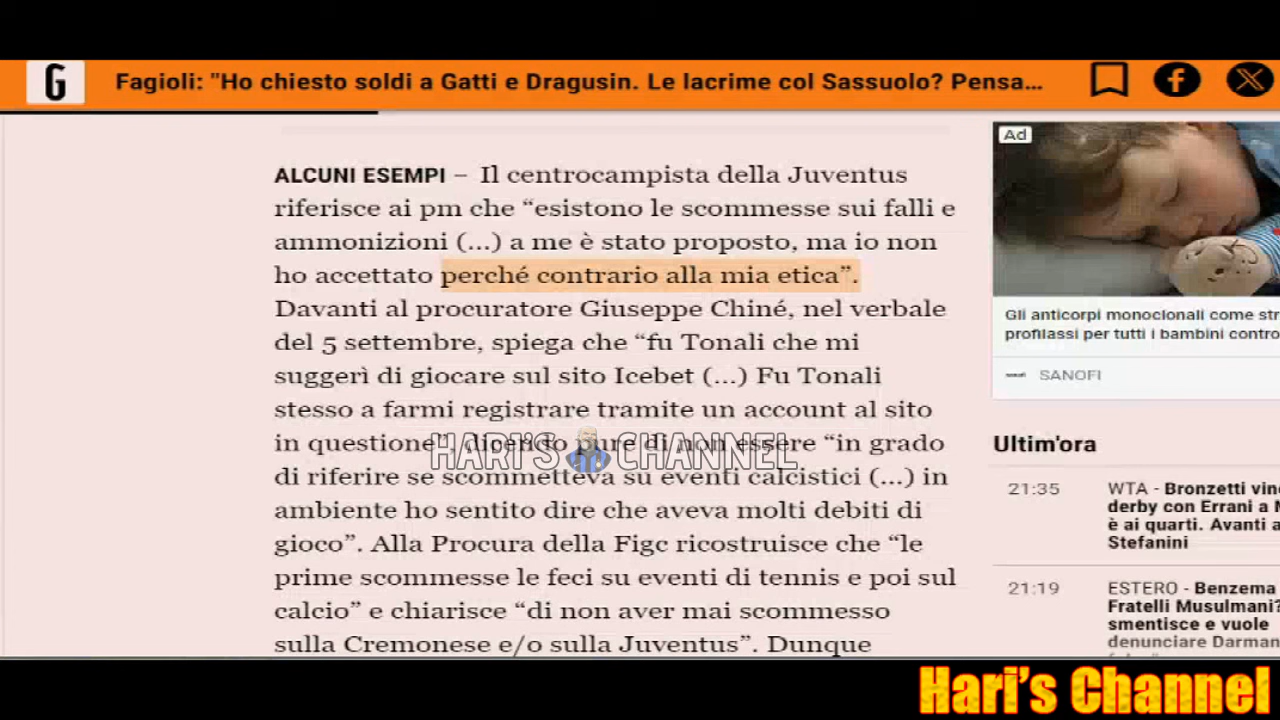 G
Fagioli: "Ho chiesto soldi a Gatti e Dragusin. Le lacrime col Sassuolo? Pensa...
Ad
ALCUNI ESEMPI – Il centrocampista della Juventus
riferisce ai pm che “esistono le scommesse sui falli e
ammonizioni (...) a me è stato proposto, ma io non
ho accettato perché contrario alla mia etica”.
Davanti al procuratore Giuseppe Chiné, nel verbale
del 5 settembre, spiega che “fu Tonali che mi
suggerì di giocare sul sito Icebet (...) Fu Tonali
stesso a farmi registrare tramite un account al sito
in questione”, dicendo pure di non essere “in grado
di riferire se scommetteva su eventi calcistici (...) in
ambiente ho sentito dire che aveva molti debiti di
gioco”. Alla Procura della Figc ricostruisce che “le
prime scommesse le feci su eventi di tennis e poi sul
calcio” e chiarisce “di non aver mai scommesso
sulla Cremonese e/o sulla Juventus”. Dunque
HARI'S CHANNEL
Gli anticorpi monoclonali come str
profilassi per tutti i bambini contro
SANOFI
Ultim'ora
21:35
WTA - Bronzetti vin
derby con Errani a M
è ai quarti. Avanti a
Stefanini
21:19
ESTERO - Benzema
Fratelli Musulmani?
smentisce e vuole
denunciare Darman
Hari's Channel